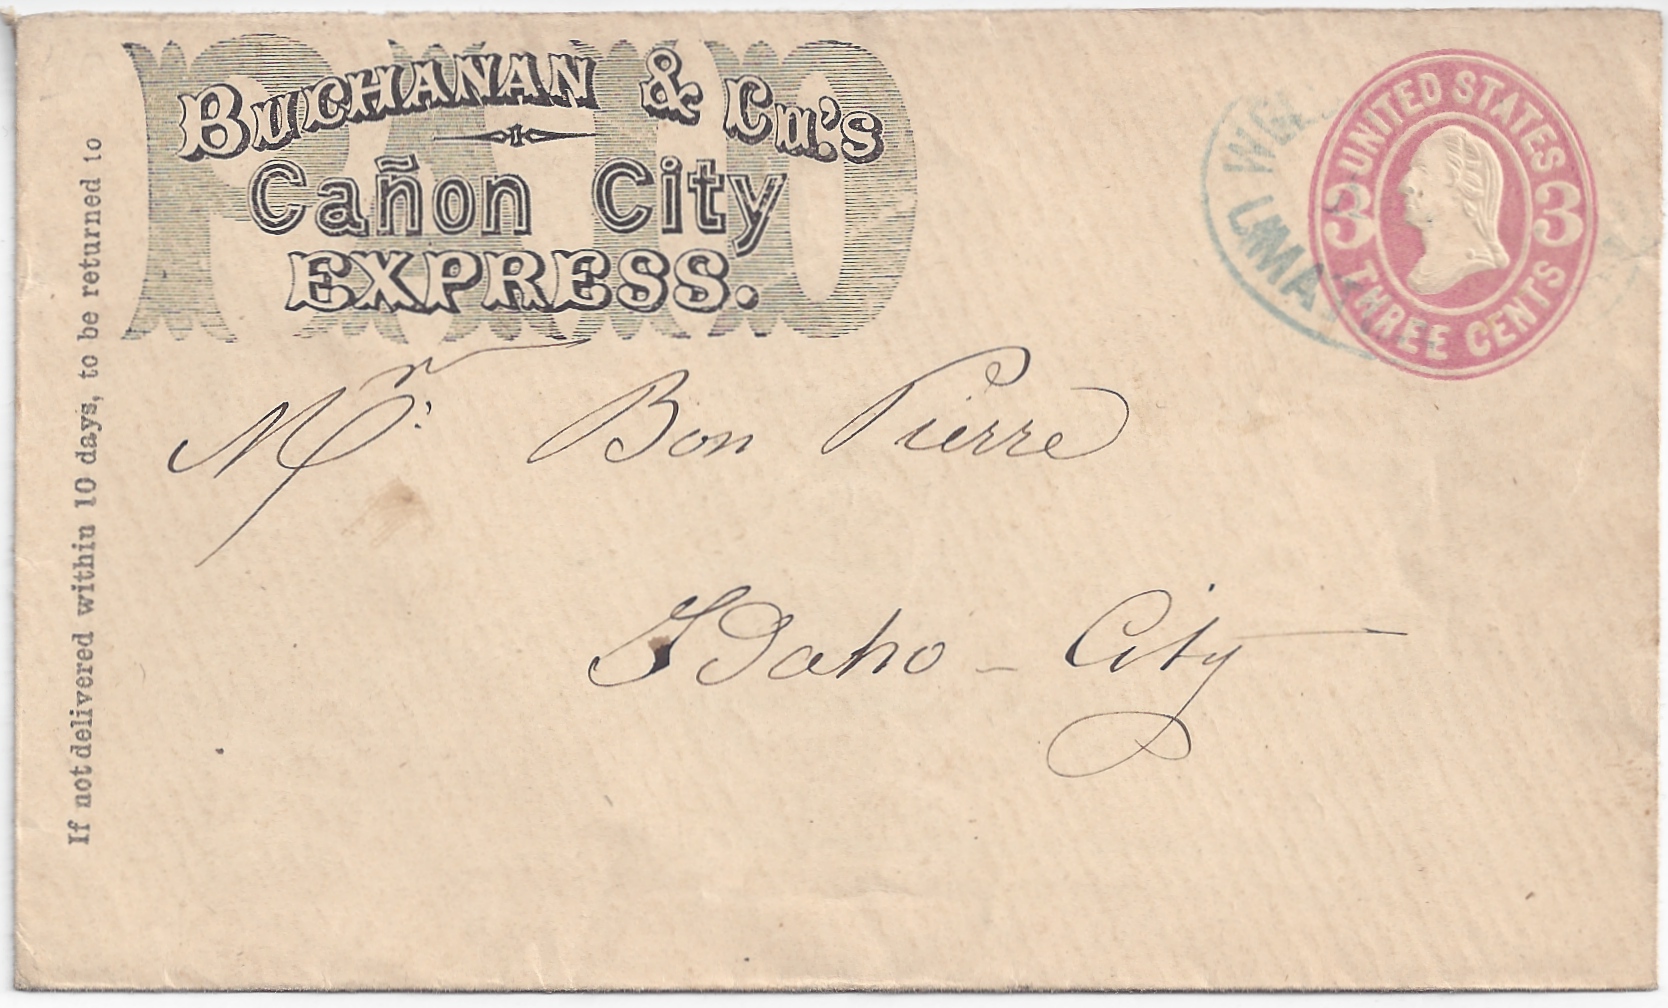 PAID
BUCHANAN & Co.'s
Cañon City
EXPRESS.
If not delivered within 10 days, to be returned to
UNITED STATES
3 3
THREE CENTS
Mr. Bon Pierre
Idaho - City